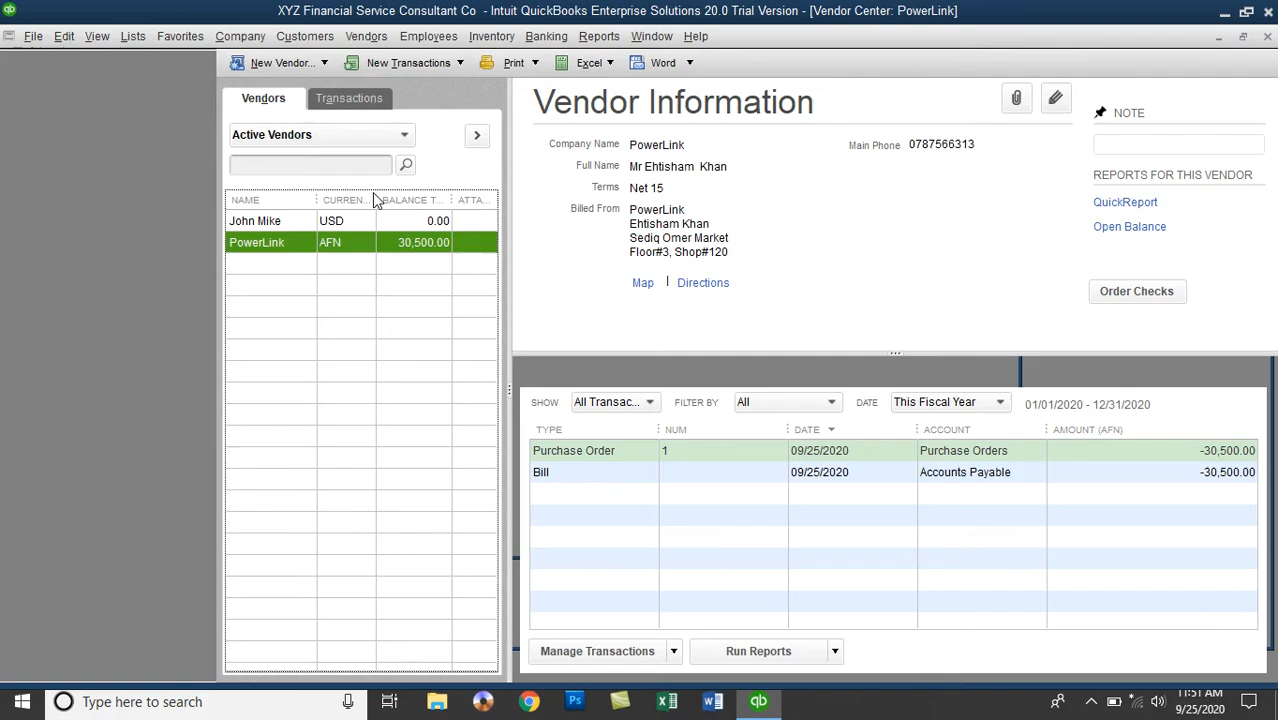 XYZ Financial Service Consultant Co - Intuit QuickBooks Enterprise Solutions 20.0 Trial Version - [Vendor Center: PowerLink]
File Edit View Lists Favorites Company Customers Vendors Employees Inventory Banking Reports Window Help
New Vendor... New Transactions Print Excel Word
Vendors Transactions
Active Vendors
NAME CURREN... BALANCE T... ATTA...
John Mike USD 0.00
PowerLink AFN 30,500.00
Vendor Information
Company Name PowerLink
Full Name Mr Ehtisham Khan
Terms Net 15
Billed From PowerLink
Ehtisham Khan
Sediq Omer Market
Floor#3, Shop#120
Map Directions
Main Phone 0787566313
NOTE
REPORTS FOR THIS VENDOR
QuickReport
Open Balance
Order Checks
SHOW All Transac... FILTER BY All DATE This Fiscal Year 01/01/2020 - 12/31/2020
TYPE NUM DATE ACCOUNT AMOUNT (AFN)
Purchase Order 1 09/25/2020 Purchase Orders -30,500.00
Bill 09/25/2020 Accounts Payable -30,500.00
Manage Transactions Run Reports
Type here to search
Ps
qb
11:51 AM
9/25/2020